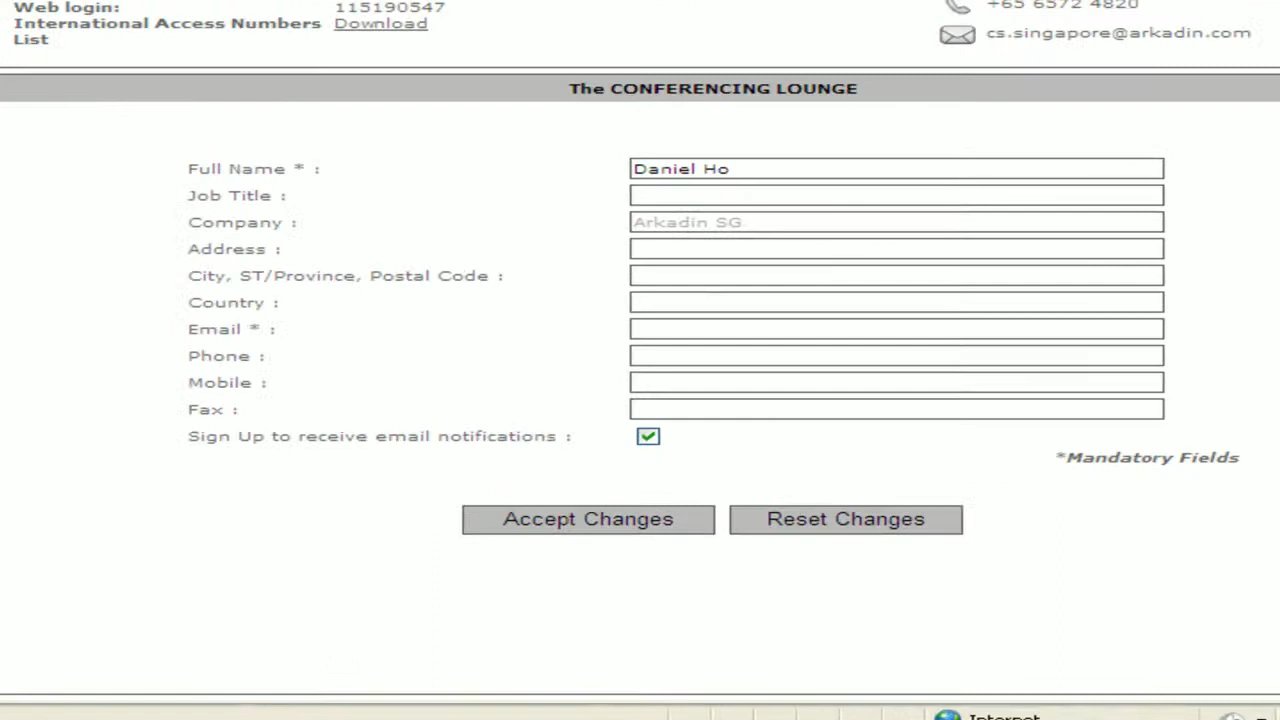 Web login: 115190547
International Access Numbers List Download
+65 6572 4820
cs.singapore@arkadin.com
The CONFERENCING LOUNGE
Full Name * : Daniel Ho
Job Title :
Company : Arkadin SG
Address :
City, ST/Province, Postal Code :
Country :
Email * :
Phone :
Mobile :
Fax :
Sign Up to receive email notifications :
*Mandatory Fields
Accept Changes Reset Changes
Internet